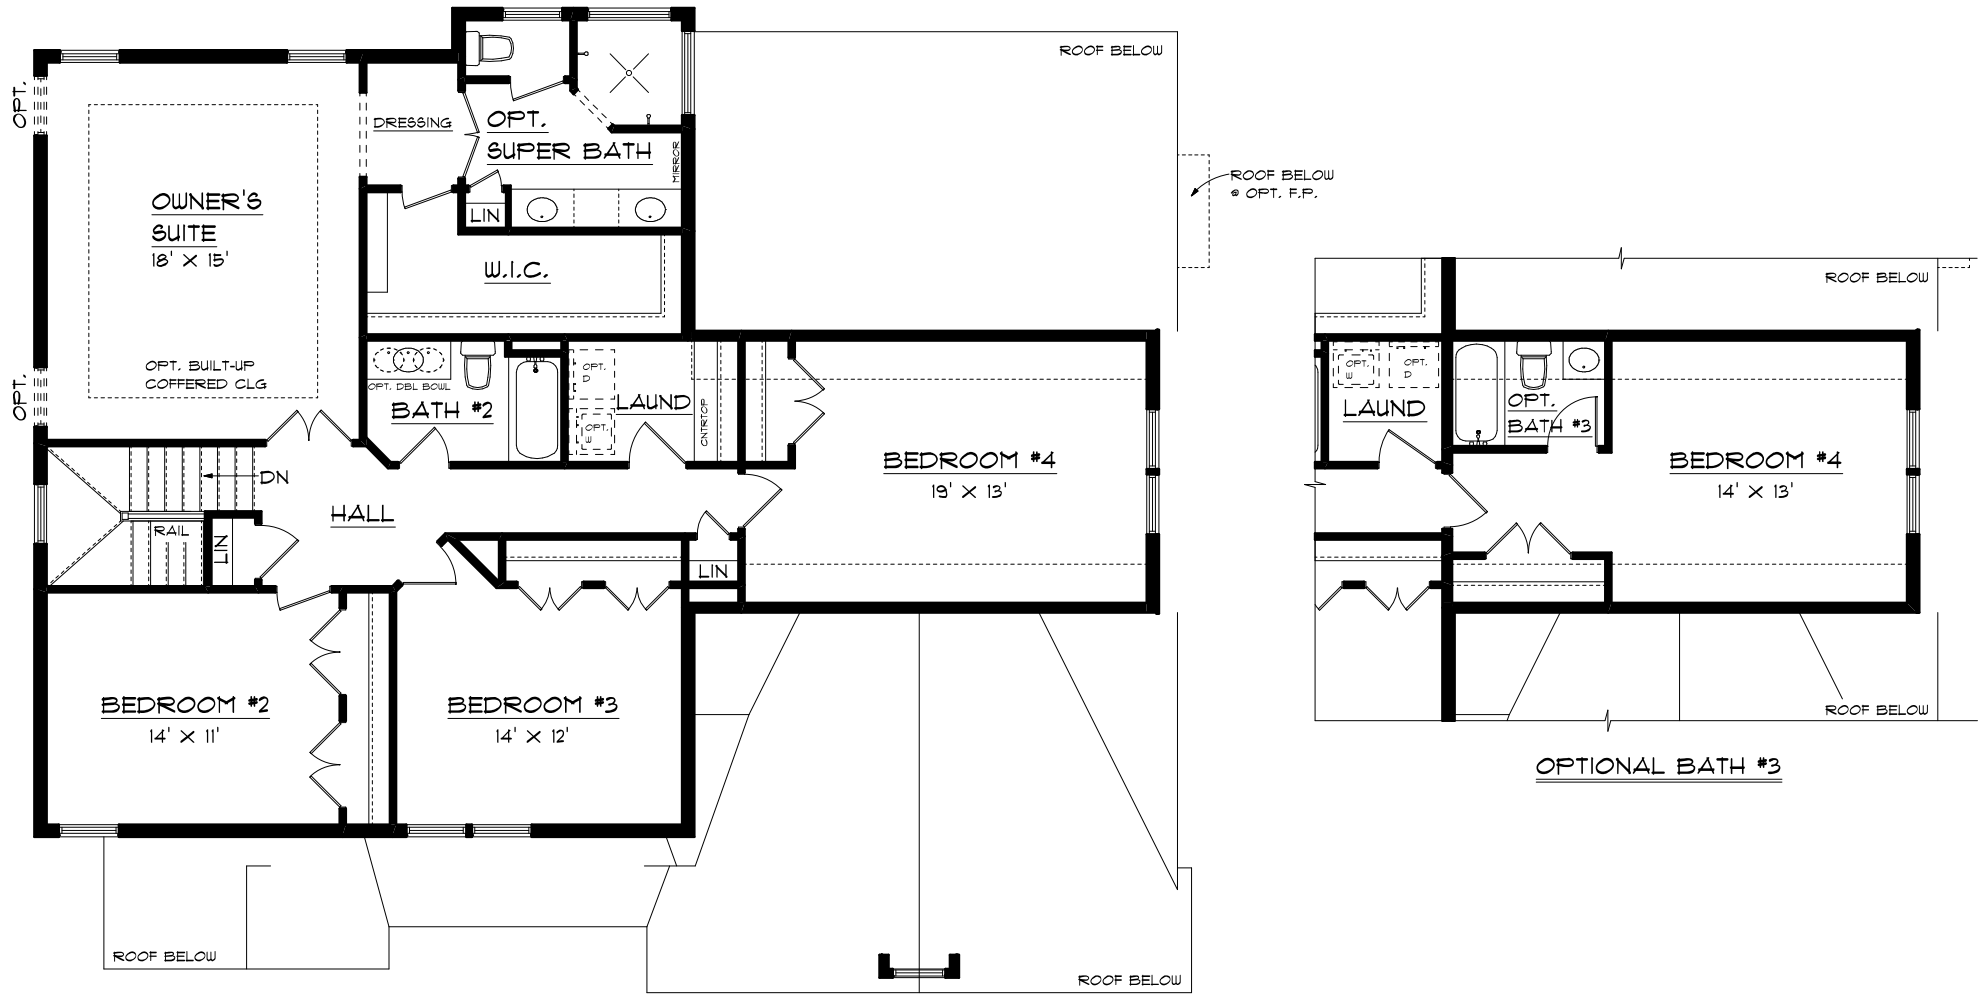 ROOF BELOW
OPT.
DRESSING
OPT.
SUPER BATH
MIRROR
ROOF BELOW
@ OPT. F.P.
OWNER'S
SUITE
18' X 15'
LIN
W.I.C.
OPT. BUILT-UP
COFFERED CLG
OPT.
OPT. DBL BOWL
BATH #2
OPT.
D
OPT.
W
LAUND
CNTRTOP
BEDROOM #4
19' X 13'
DN
RAIL
LIN
HALL
LIN
BEDROOM #2
14' X 11'
BEDROOM #3
14' X 12'
ROOF BELOW
ROOF BELOW
ROOF BELOW
OPT.
W
OPT.
D
LAUND
OPT.
BATH #3
BEDROOM #4
14' X 13'
ROOF BELOW
OPTIONAL BATH #3